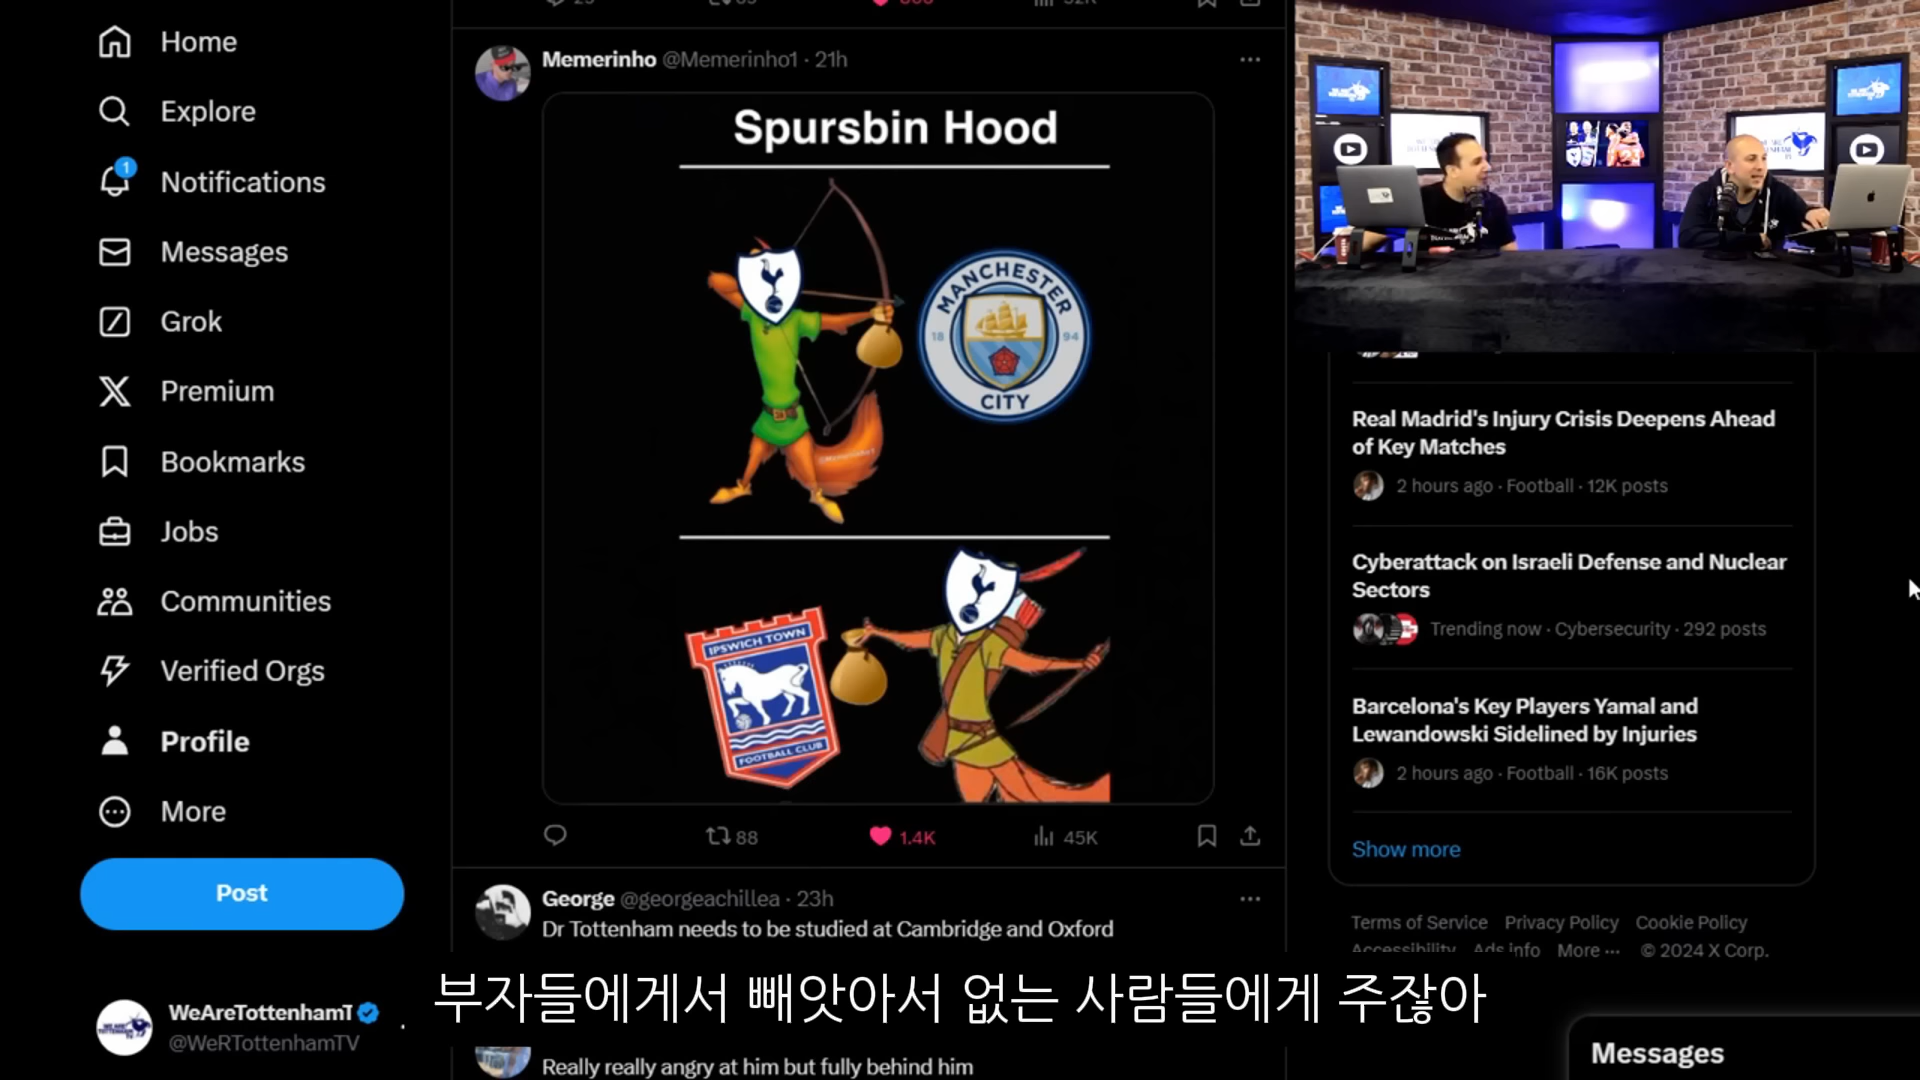 Home
Explore
1
Notifications
Messages
Grok
Premium
Bookmarks
Jobs
Communities
Verified Orgs
Profile
More
Post
WeAreTottenhamT
@WeRTottenhamTV
Memerinho @Memerinho1 · 21h
Spursbin Hood
MANCHESTER
18 94
CITY
IPSWICH TOWN
FOOTBALL CLUB
88
1.4K
45K
George @georgeachillea · 23h
Dr Tottenham needs to be studied at Cambridge and Oxford
부자들에게서 빼앗아서 없는 사람들에게 주잖아
Really really angry at him but fully behind him
Real Madrid's Injury Crisis Deepens Ahead
of Key Matches
2 hours ago · Football · 12K posts
Cyberattack on Israeli Defense and Nuclear
Sectors
Trending now · Cybersecurity · 292 posts
Barcelona's Key Players Yamal and
Lewandowski Sidelined by Injuries
2 hours ago · Football · 16K posts
Show more
Terms of Service Privacy Policy Cookie Policy
Accessibility Ads info More ··· © 2024 X Corp.
Messages